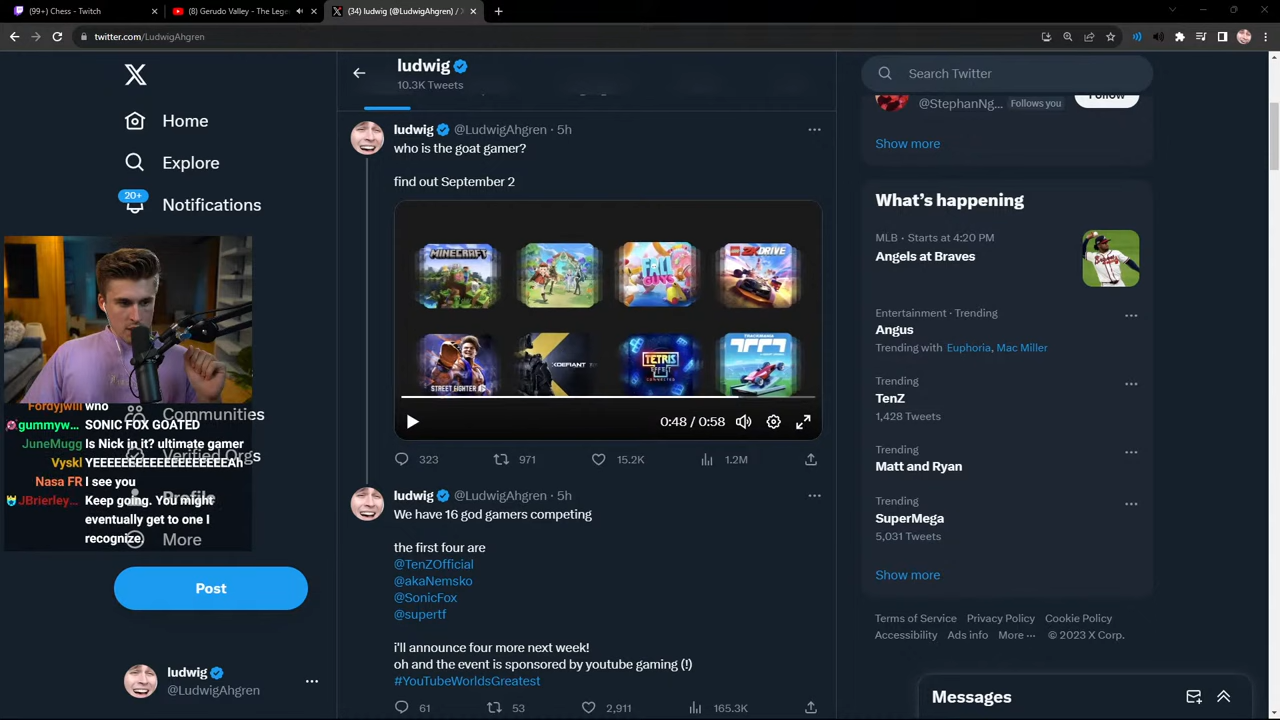 (99+) Chess - Twitch
(8) Gerudo Valley - The Lege
(34) ludwig (@LudwigAhgren) / X
twitter.com/LudwigAhgren
ludwig
10.3K Tweets
Search Twitter
@StephanNg...
Follows you
Follow
Show more
Home
Explore
20+
Notifications
Communities
Verified Orgs
Profile
More
Post
ludwig
@LudwigAhgren
Fordyjwill who
gummyw... SONIC FOX GOATED
JuneMugg Is Nick in it? ultimate gamer
Vyskl YEEEEEEEEEEEEEEEEEEAh
Nasa FR I see you
JBrierley... Keep going. You might
eventually get to one I
recognize.
ludwig @LudwigAhgren · 5h
who is the goat gamer?
find out September 2
MINECRAFT
FALL GUYS
LEGO 2K DRIVE
STREET FIGHTER 6
XDEFIANT
TETRIS EFFECT CONNECTED
TRACKMANIA
0:48 / 0:58
323
971
15.2K
1.2M
ludwig @LudwigAhgren · 5h
We have 16 god gamers competing
the first four are
@TenZOfficial
@akaNemsko
@SonicFox
@supertf
i'll announce four more next week!
oh and the event is sponsored by youtube gaming (!)
#YouTubeWorldsGreatest
61
53
2,911
165.3K
What's happening
MLB · Starts at 4:20 PM
Angels at Braves
Entertainment · Trending
Angus
Trending with Euphoria, Mac Miller
Trending
TenZ
1,428 Tweets
Trending
Matt and Ryan
Trending
SuperMega
5,031 Tweets
Show more
Terms of Service Privacy Policy Cookie Policy
Accessibility Ads info More ··· © 2023 X Corp.
Messages